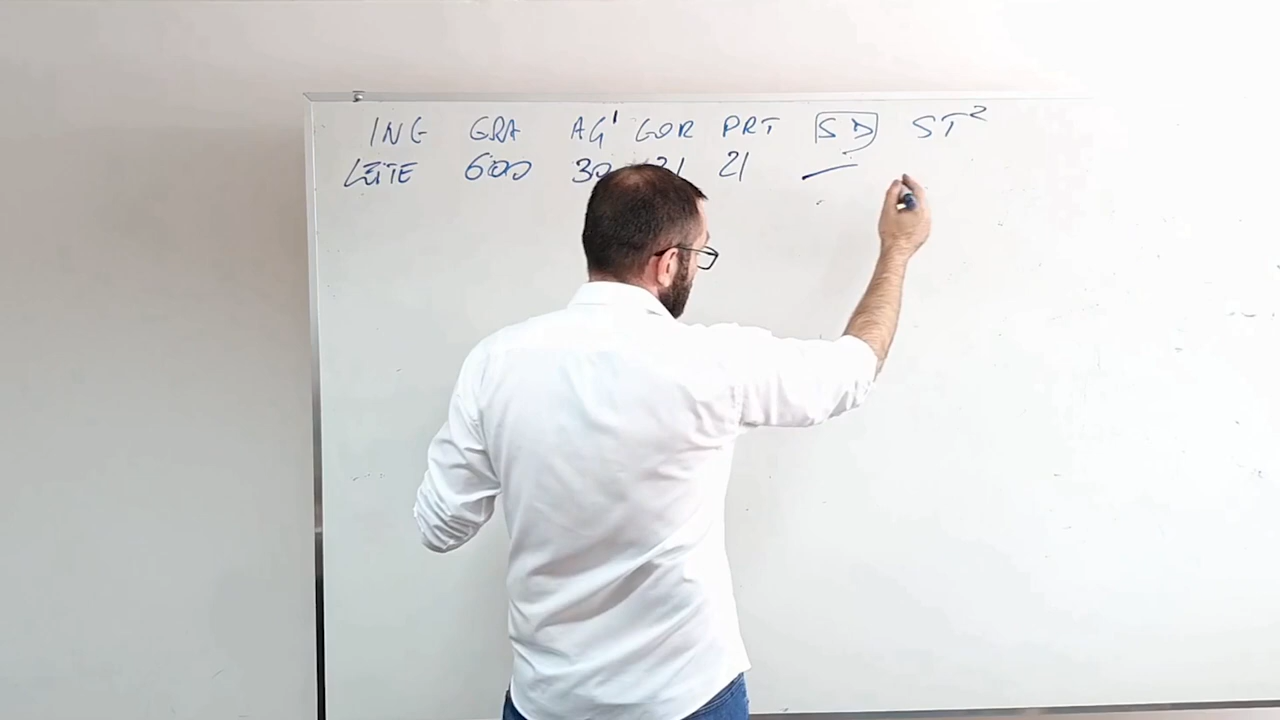 ING GRA AG' GOR PRT SD ST²
LEITE 600 30 21 21 —